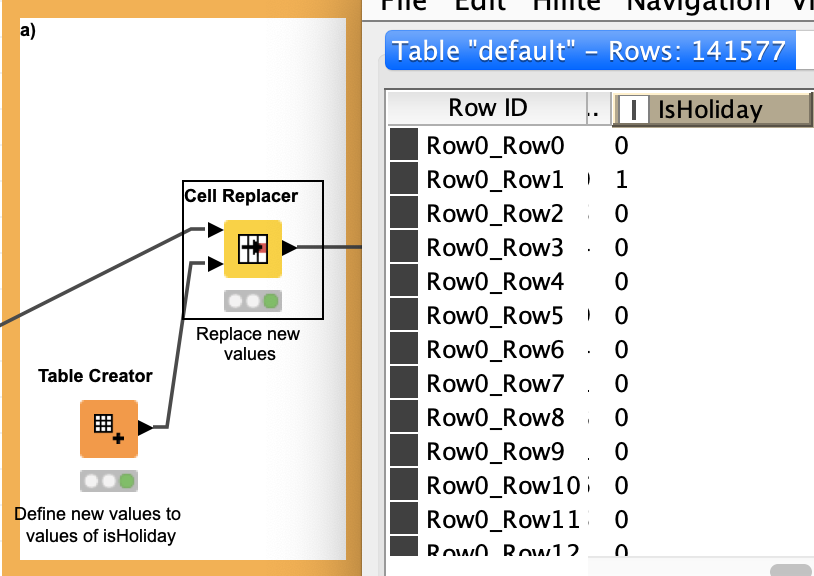 a)
Cell Replacer
Replace new
values
Table Creator
Define new values to
values of isHoliday
File Edit Hilite Navigation
Table "default" – Rows: 141577
Row ID .. I IsHoliday
Row0_Row0 0
Row0_Row1 1
Row0_Row2 0
Row0_Row3 0
Row0_Row4 0
Row0_Row5 0
Row0_Row6 0
Row0_Row7 0
Row0_Row8 0
Row0_Row9 0
Row0_Row10 0
Row0_Row11 0
Row0_Row12 0